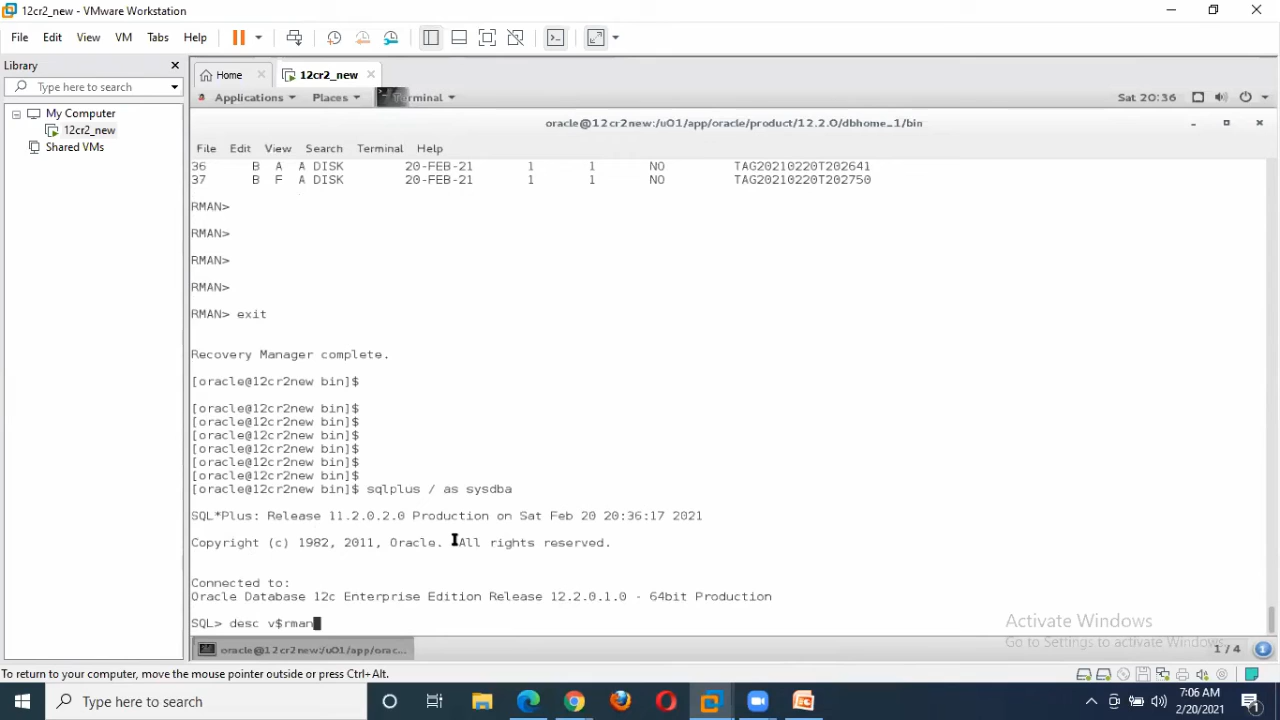 12cr2_new - VMware Workstation
File Edit View VM Tabs Help
Library
Type here to search
My Computer
12cr2_new
Shared VMs
Home
12cr2_new
Applications Places Terminal Sat 20:36
oracle@12cr2new:/u01/app/oracle/product/12.2.0/dbhome_1/bin
File Edit View Search Terminal Help
36 B A A DISK 20-FEB-21 1 1 NO TAG20210220T202641
37 B F A DISK 20-FEB-21 1 1 NO TAG20210220T202750
RMAN>
RMAN>
RMAN>
RMAN>
RMAN> exit
Recovery Manager complete.
[oracle@12cr2new bin]$
[oracle@12cr2new bin]$
[oracle@12cr2new bin]$
[oracle@12cr2new bin]$
[oracle@12cr2new bin]$
[oracle@12cr2new bin]$
[oracle@12cr2new bin]$
[oracle@12cr2new bin]$ sqlplus / as sysdba
SQL*Plus: Release 11.2.0.2.0 Production on Sat Feb 20 20:36:17 2021
Copyright (c) 1982, 2011, Oracle. All rights reserved.
Connected to:
Oracle Database 12c Enterprise Edition Release 12.2.0.1.0 - 64bit Production
SQL> desc v$rman
Activate Windows
Go to Settings to activate Windows.
oracle@12cr2new:/u01/app/orac...
1 / 4
1
To return to your computer, move the mouse pointer outside or press Ctrl+Alt.
Type here to search
7:06 AM
2/20/2021
1